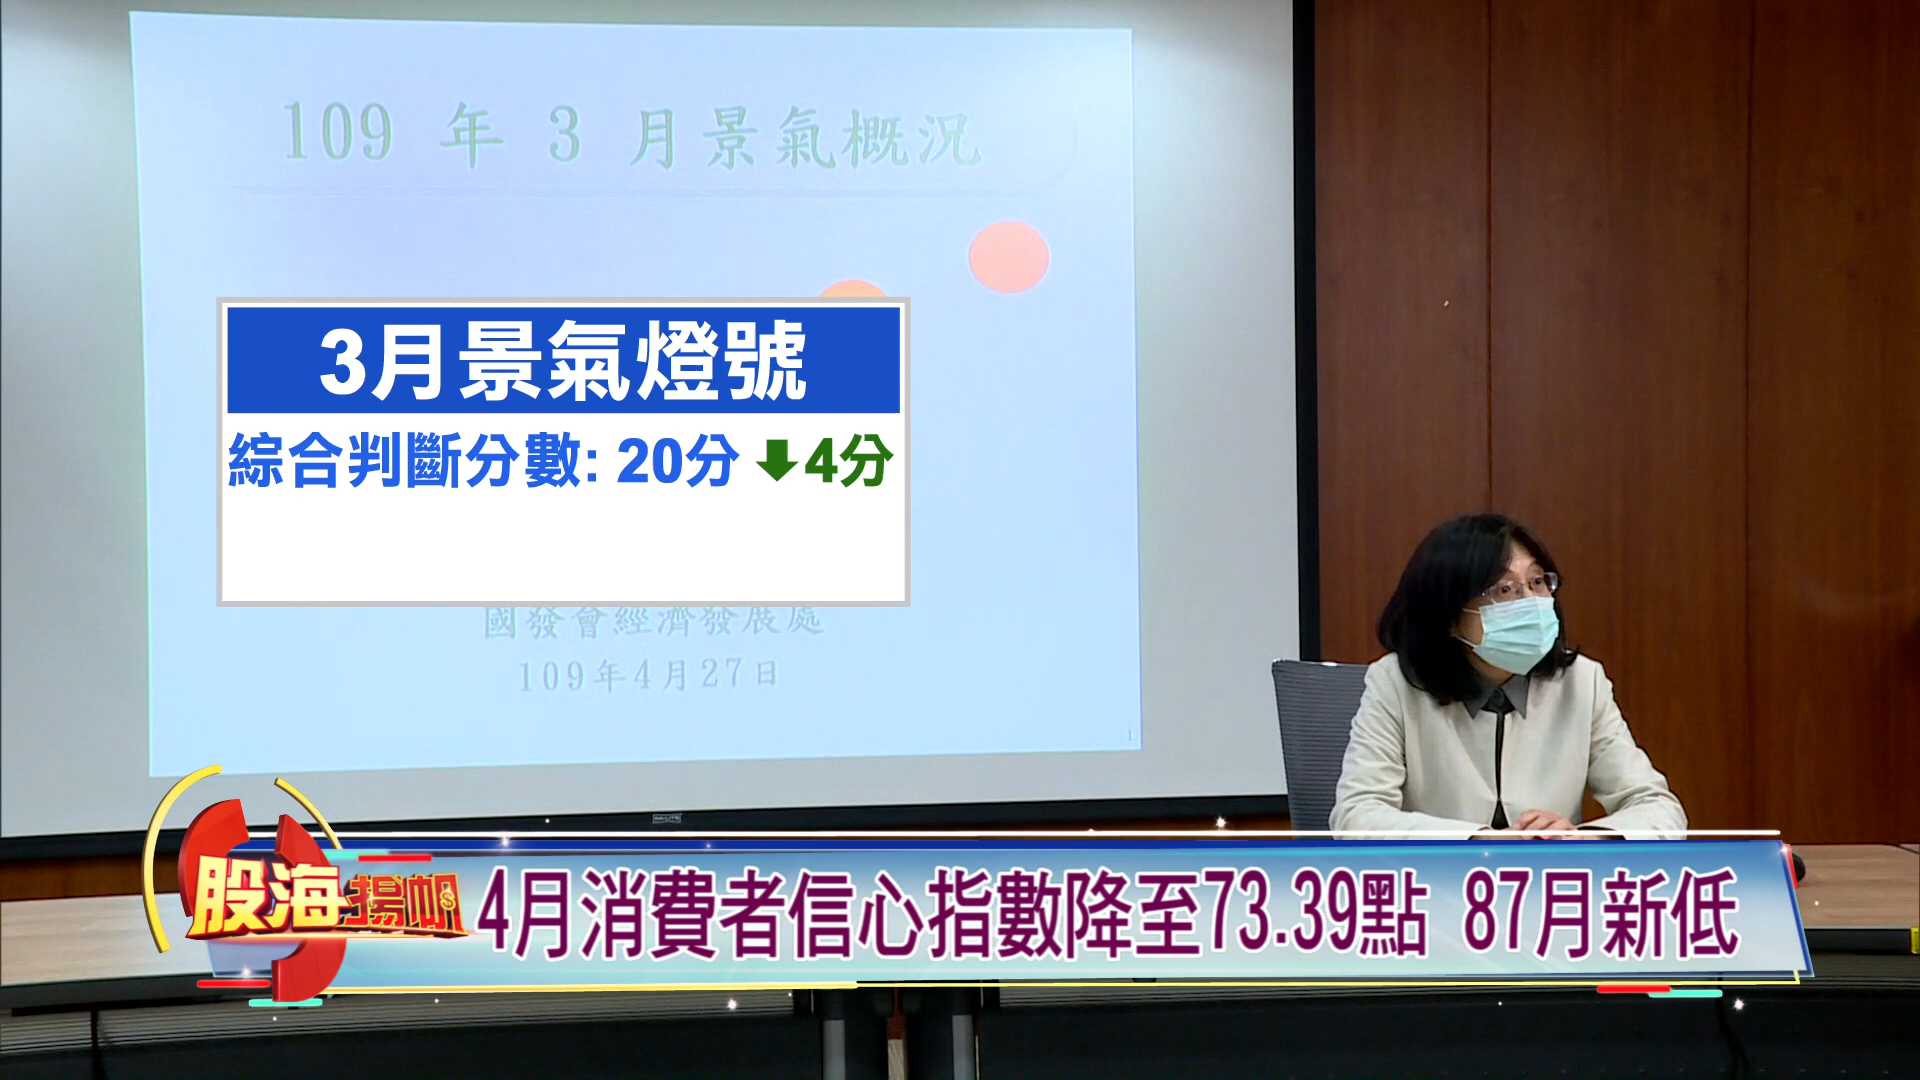 109 年 3 月景氣概況
3月景氣燈號
綜合判斷分數: 20分 ⬇4分
國發會經濟發展處
109年4月27日
1
DA-LITE
股海揚帆$
4月消費者信心指數降至73.39點 87月新低